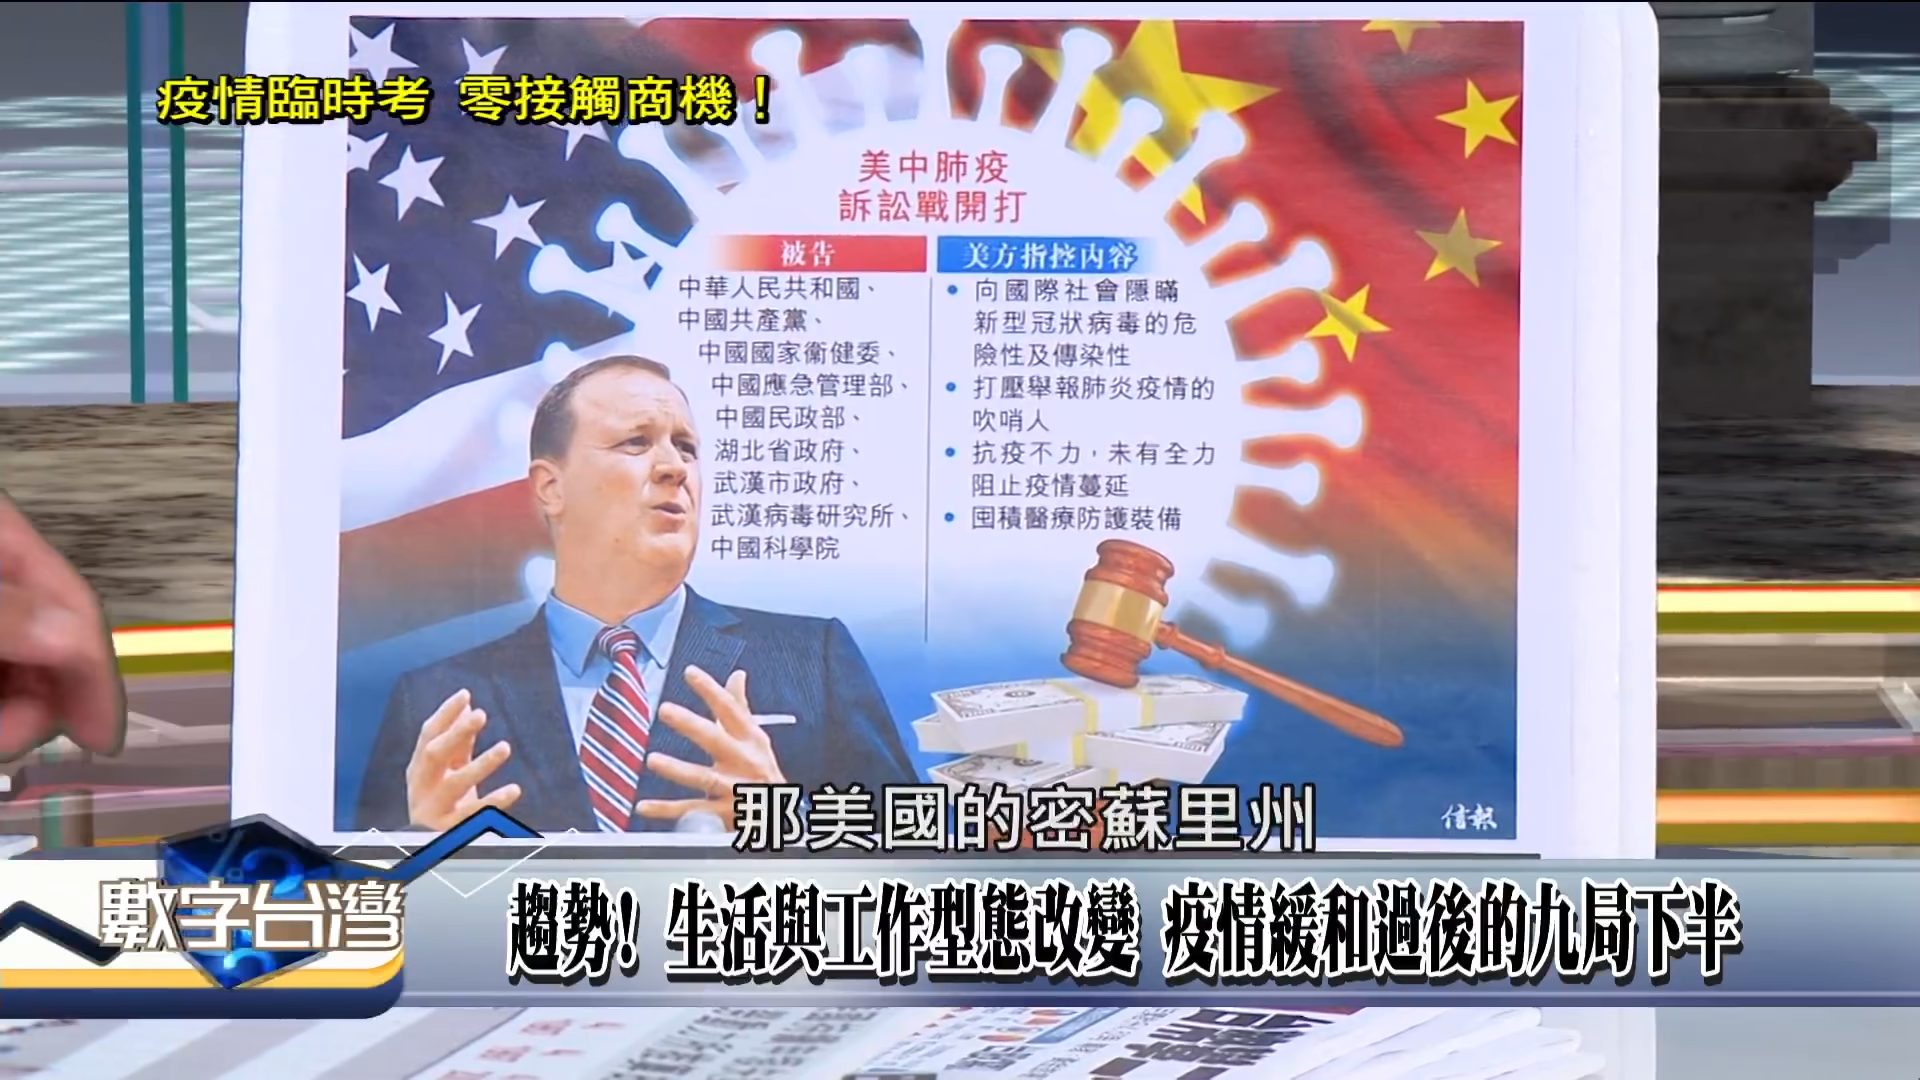 疫情臨時考 零接觸商機！
美中肺疫
訴訟戰開打
被告
中華人民共和國、
中國共產黨、
中國國家衞健委、
中國應急管理部、
中國民政部、
湖北省政府、
武漢市政府、
武漢病毒研究所、
中國科學院
美方指控內容
• 向國際社會隱瞞
新型冠狀病毒的危
險性及傳染性
• 打壓舉報肺炎疫情的
吹哨人
• 抗疫不力，未有全力
阻止疫情蔓延
• 囤積醫療防護裝備
信報
那美國的密蘇里州
數字台灣
趨勢！生活與工作型態改變 疫情緩和過後的九局下半